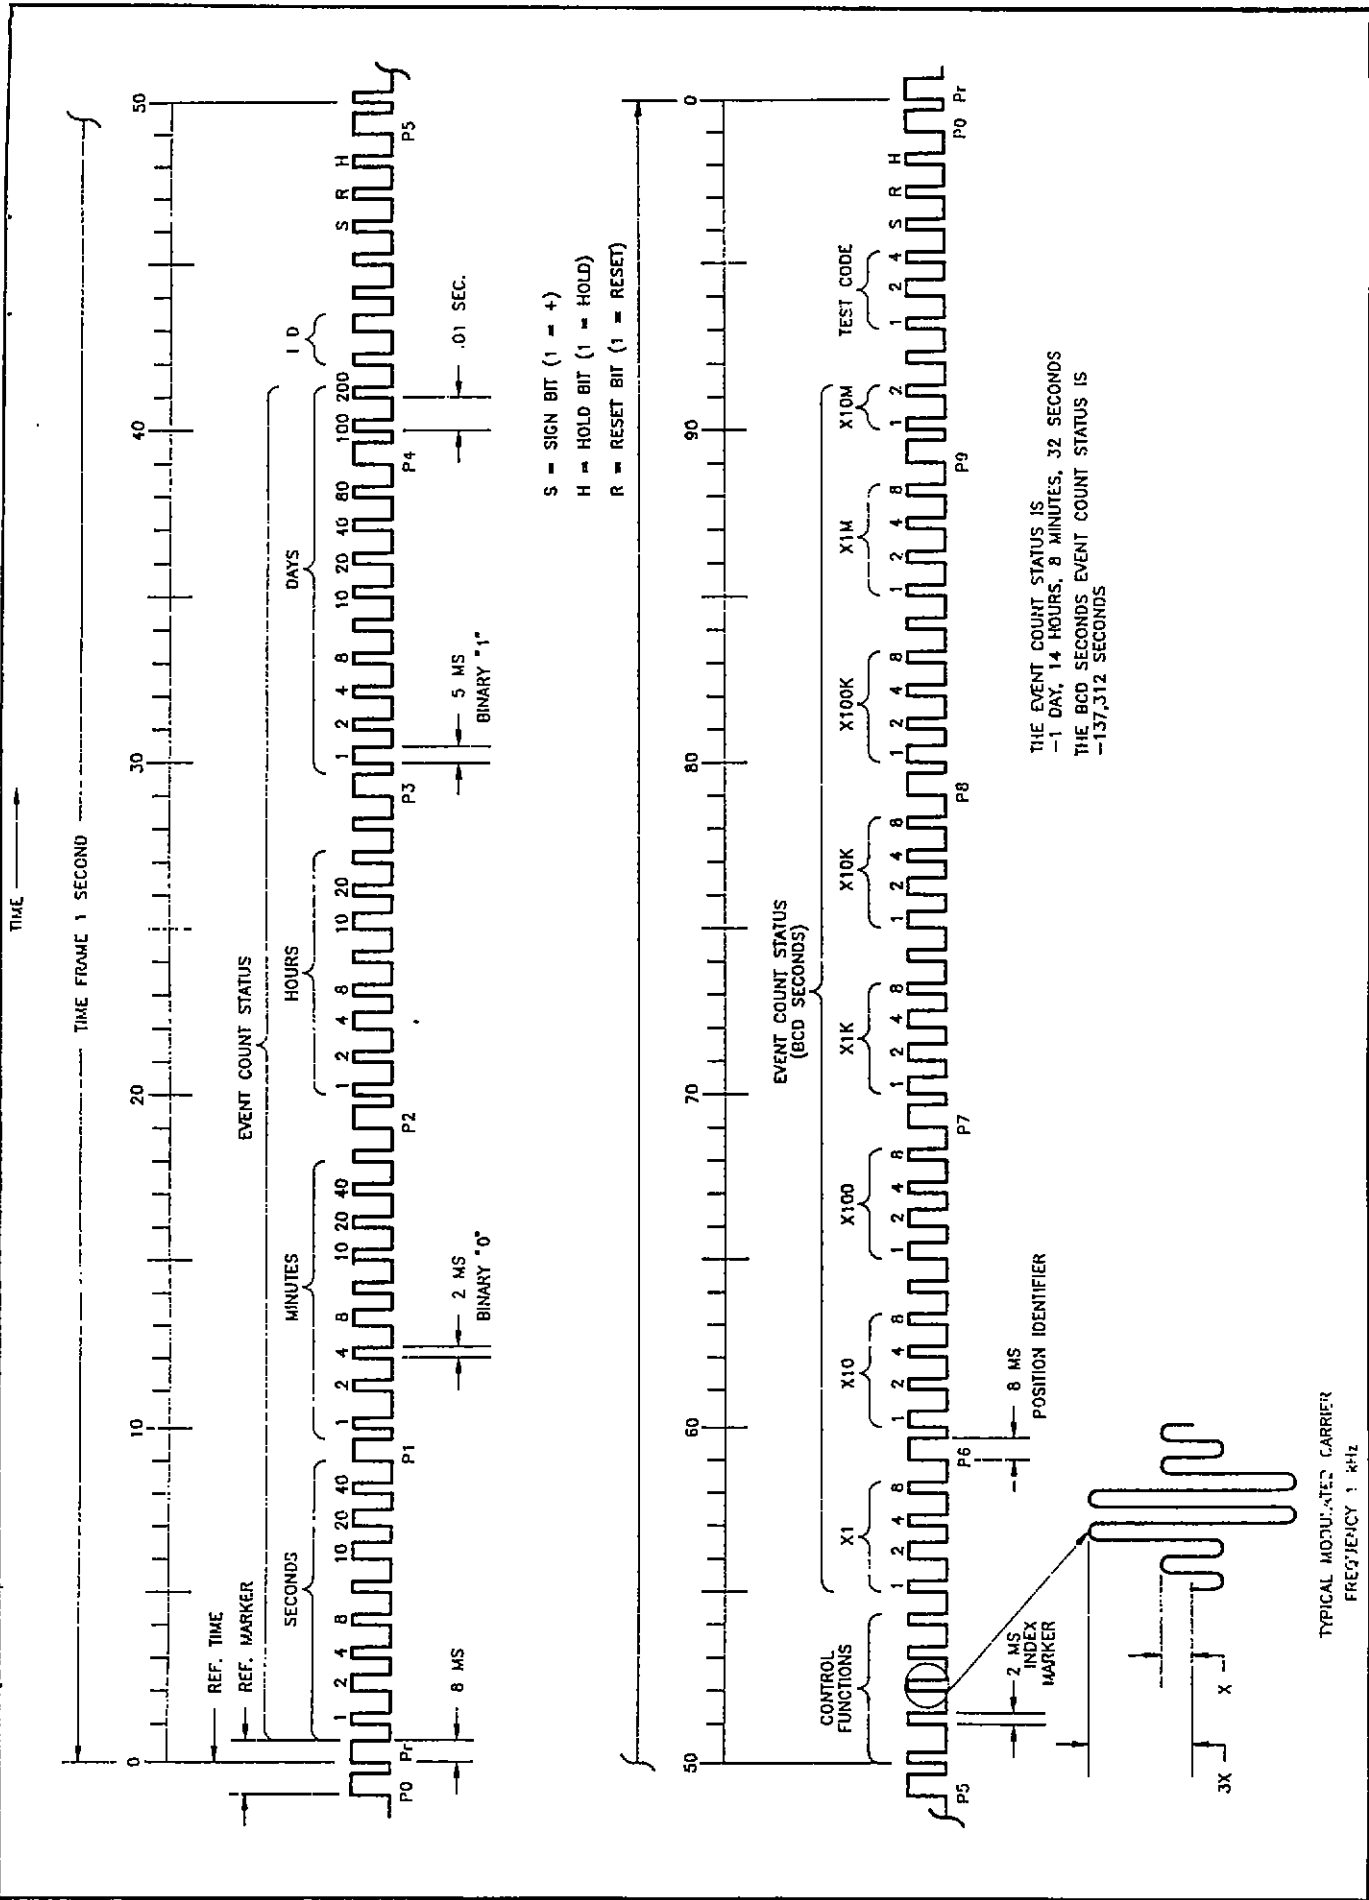 TIME
TIME FRAME 1 SECOND
0 10 20 30 40 50
REF. TIME
REF. MARKER
EVENT COUNT STATUS
SECONDS MINUTES HOURS DAYS I D
1 2 4 8 10 20 40 1 2 4 8 10 20 40 1 2 4 8 10 20 1 2 4 8 10 20 40 80 100 200 S R H
P0 Pr P1 P2 P3 P4 P5
8 MS
2 MS
BINARY "0"
5 MS
BINARY "1"
.01 SEC.
S = SIGN BIT (1 = +)
H = HOLD BIT (1 = HOLD)
R = RESET BIT (1 = RESET)
50 60 70 80 90 0
EVENT COUNT STATUS
(BCD SECONDS)
CONTROL
FUNCTIONS
X1 X10 X100 X1K X10K X100K X1M X10M TEST CODE
1 2 4 8 1 2 4 8 1 2 4 8 1 2 4 8 1 2 4 8 1 2 4 8 1 2 4 8 1 2 1 2 4 S R H
P5 P6 P7 P8 P9 P0 Pr
2 MS
INDEX
MARKER
8 MS
POSITION IDENTIFIER
THE EVENT COUNT STATUS IS
-1 DAY, 14 HOURS, 8 MINUTES, 32 SECONDS
THE BCD SECONDS EVENT COUNT STATUS IS
-137,312 SECONDS
3X
X
TYPICAL MODULATED CARRIER
FREQUENCY 1 kHz